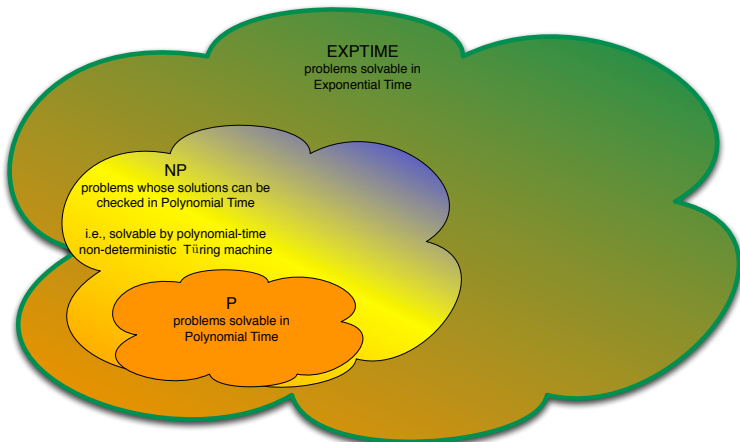 EXPTIME
problems solvable in
Exponential Time
NP
problems whose solutions can be
checked in Polynomial Time
i.e., solvable by polynomial-time
non-deterministic Türing machine
P
problems solvable in
Polynomial Time